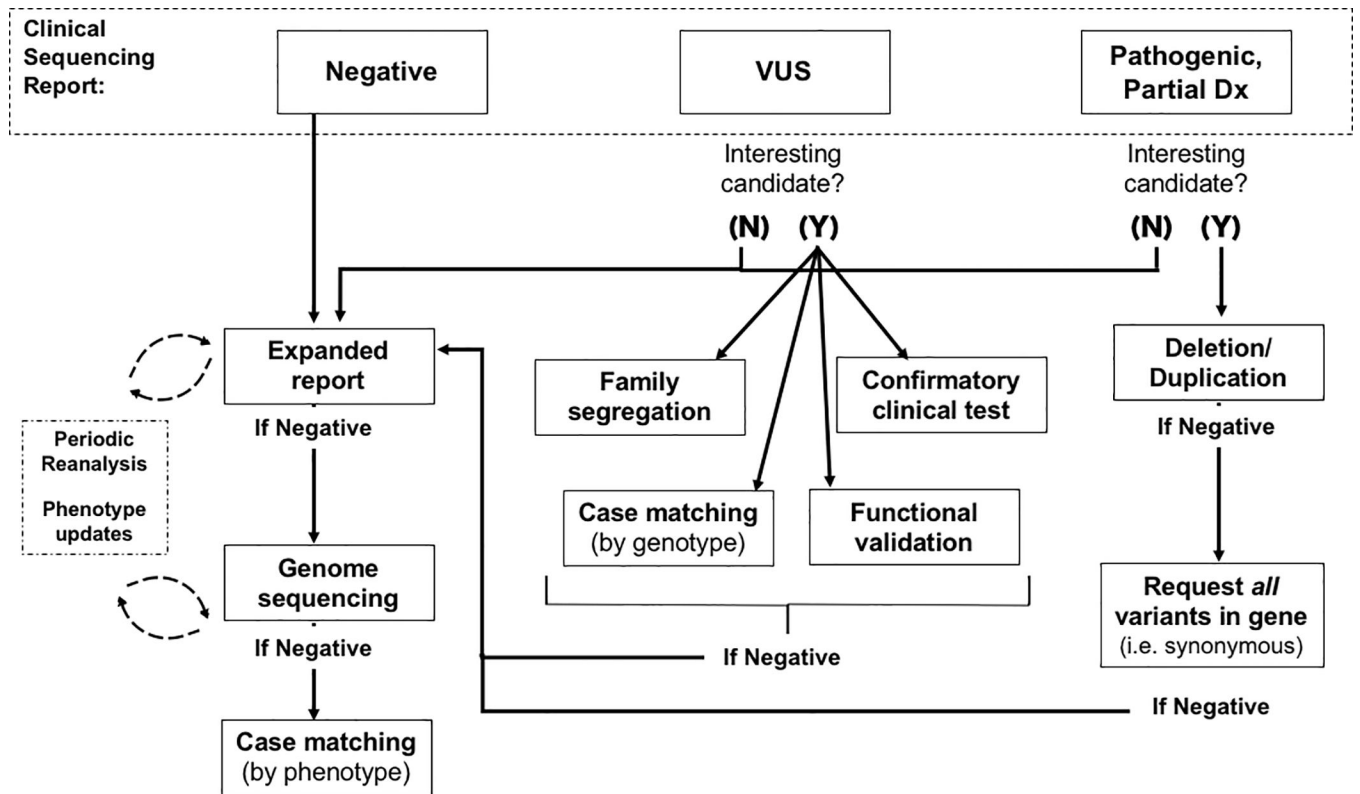 Clinical
Sequencing
Report:
Negative
VUS
Pathogenic,
Partial Dx
Interesting
candidate?
(N) (Y)
Interesting
candidate?
(N) (Y)
Expanded
report
If Negative
Periodic
Reanalysis
Phenotype
updates
Genome
sequencing
If Negative
Case matching
(by phenotype)
Family
segregation
Confirmatory
clinical test
Case matching
(by genotype)
Functional
validation
If Negative
Deletion/
Duplication
If Negative
Request all
variants in gene
(i.e. synonymous)
If Negative